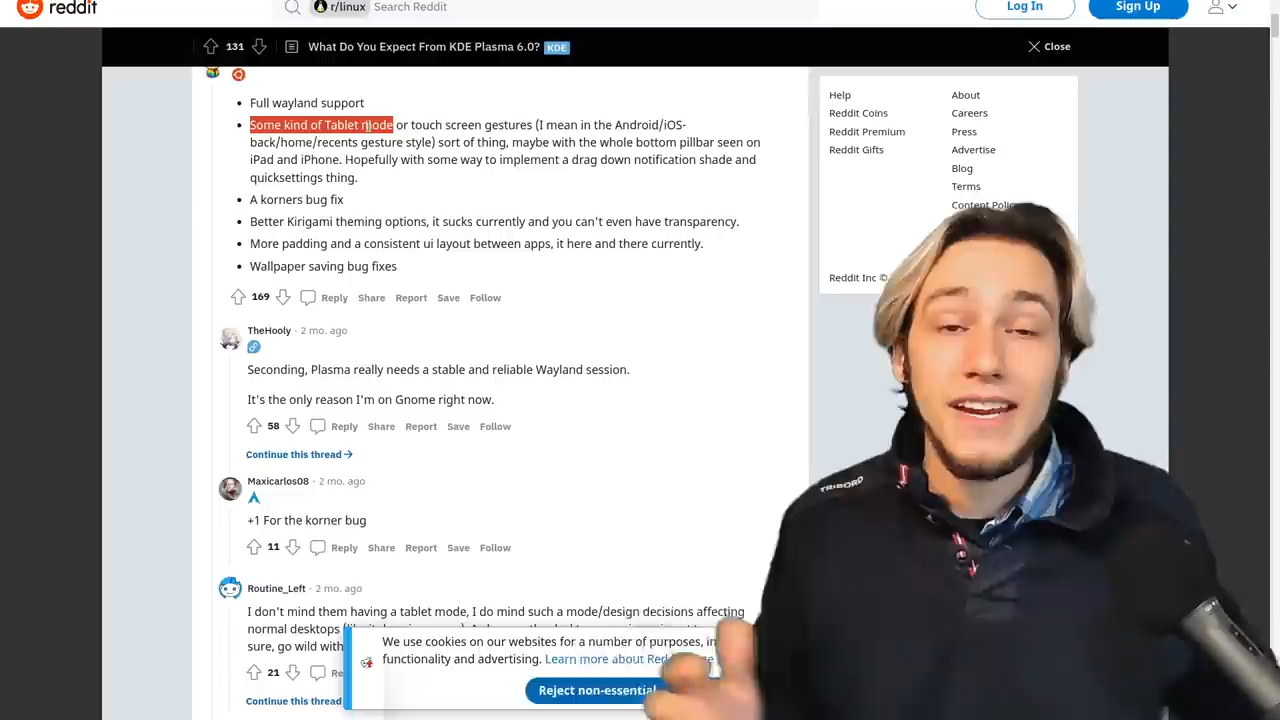 reddit
r/linux
Search Reddit
Log In
Sign Up
131
What Do You Expect From KDE Plasma 6.0?
KDE
Close
Full wayland support
Some kind of Tablet mode or touch screen gestures (I mean in the Android/iOS-
back/home/recents gesture style) sort of thing, maybe with the whole bottom pillbar seen on
iPad and iPhone. Hopefully with some way to implement a drag down notification shade and
quicksettings thing.
A korners bug fix
Better Kirigami theming options, it sucks currently and you can't even have transparency.
More padding and a consistent ui layout between apps, it here and there currently.
Wallpaper saving bug fixes
169 Reply Share Report Save Follow
TheHooly · 2 mo. ago
Seconding, Plasma really needs a stable and reliable Wayland session.
It's the only reason I'm on Gnome right now.
58 Reply Share Report Save Follow
Continue this thread
Maxicarlos08 · 2 mo. ago
+1 For the korner bug
11 Reply Share Report Save Follow
Routine_Left · 2 mo. ago
I don't mind them having a tablet mode, I do mind such a mode/design decisions affecting
normal desktops
sure, go wild with
21 Re
Continue this thread
We use cookies on our websites for a number of purposes, in
functionality and advertising. Learn more about Red
Reject non-essential
Help
About
Reddit Coins
Careers
Reddit Premium
Press
Reddit Gifts
Advertise
Blog
Terms
Content Polic
Reddit Inc ©
TRIBORD